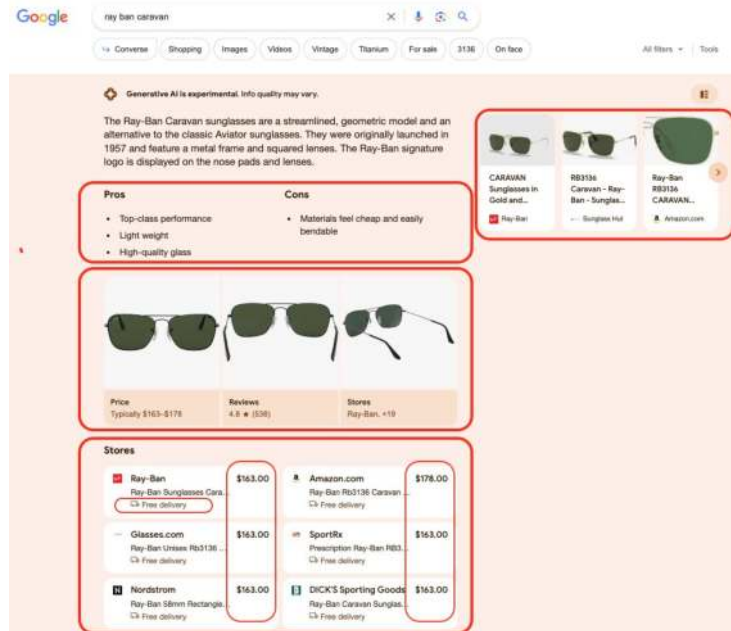 Google
ray ban caravan
Converse Shopping Images Videos Vintage Titanium For sale 3136 On face
All filters Tools
Generative AI is experimental. Info quality may vary.
The Ray-Ban Caravan sunglasses are a streamlined, geometric model and an
alternative to the classic Aviator sunglasses. They were originally launched in
1957 and feature a metal frame and squared lenses. The Ray-Ban signature
logo is displayed on the nose pads and lenses.
CARAVAN
Sunglasses in
Gold and...
Ray-Ban
RB3136
Caravan - Ray-
Ban - Sunglas...
Sunglass Hut
Ray-Ban
RB3136
CARAVAN...
Amazon.com
Pros
• Top-class performance
• Light weight
• High-quality glass
Cons
• Materials feel cheap and easily
bendable
Price
Typically $163–$178
Reviews
4.8 ★ (538)
Stores
Ray-Ban, +19
Stores
Ray-Ban $163.00
Ray-Ban Sunglasses Cara...
Free delivery
Amazon.com $178.00
Ray-Ban Rb3136 Caravan ...
Free delivery
Glasses.com $163.00
Ray-Ban Unisex Rb3136 ...
Free delivery
SportRx $163.00
Prescription Ray-Ban RB3...
Free delivery
Nordstrom $163.00
Ray-Ban 58mm Rectangle...
Free delivery
DICK'S Sporting Goods $163.00
Ray-Ban Caravan Sunglas...
Free delivery